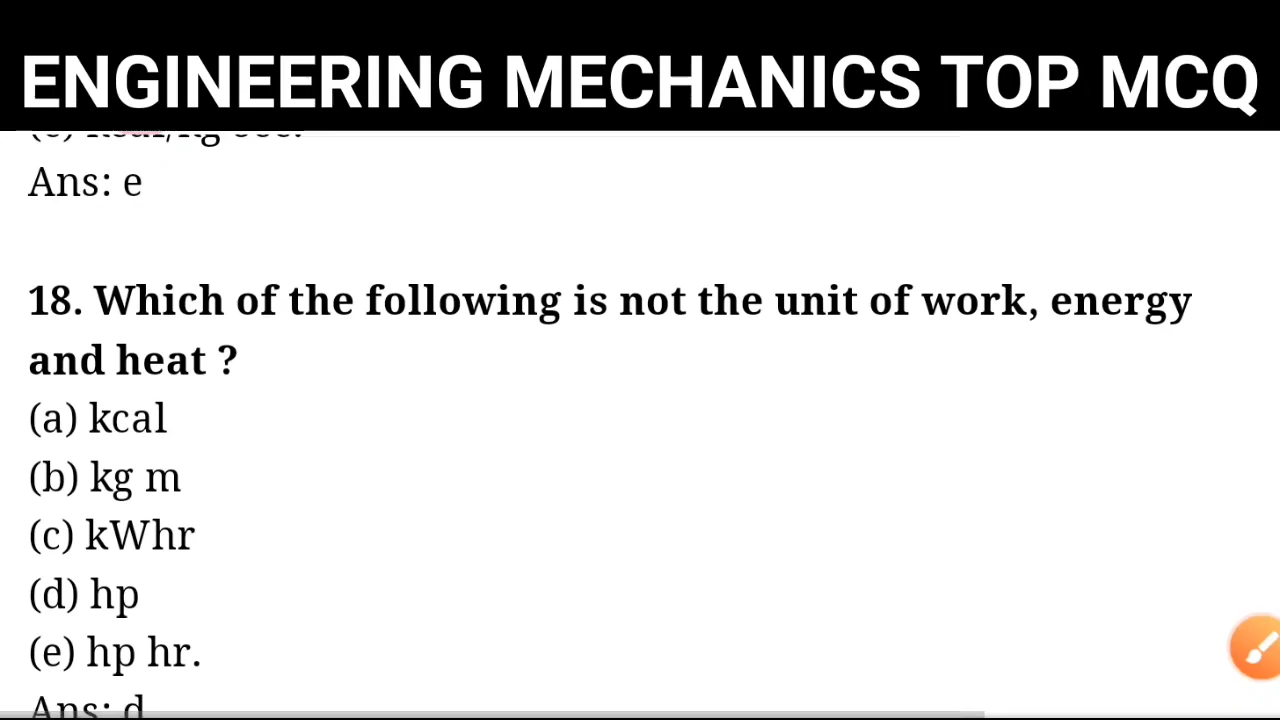 ENGINEERING MECHANICS TOP MCQ
Ans: e
18. Which of the following is not the unit of work, energy
and heat ?
(a) kcal
(b) kg m
(c) kWhr
(d) hp
(e) hp hr.
Ans: d